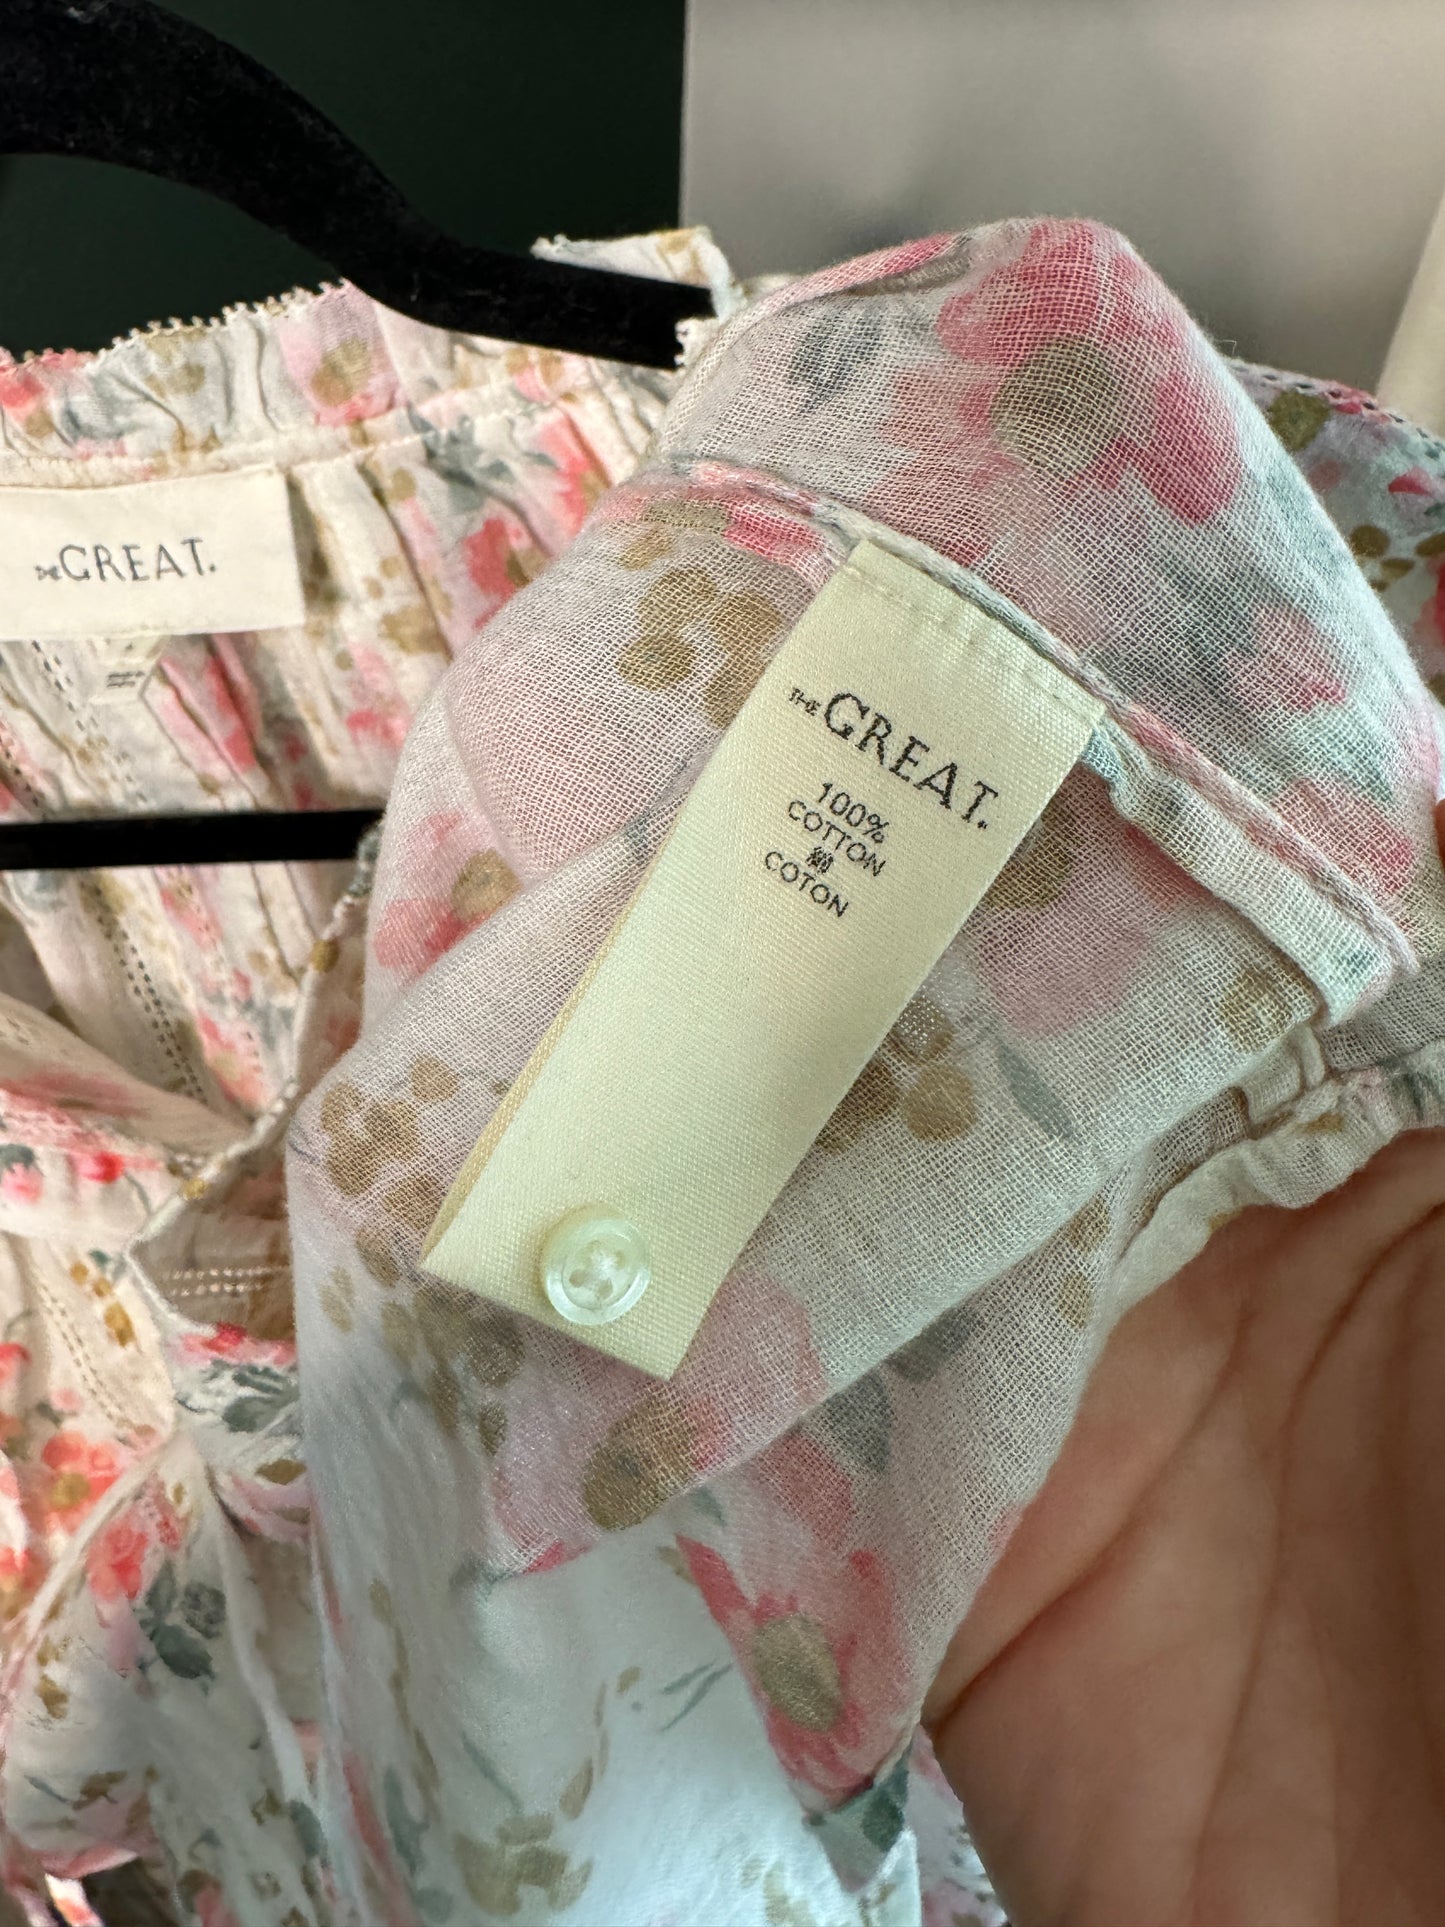 THE GREAT.
THE GREAT.
100%
COTTON
綿
COTON